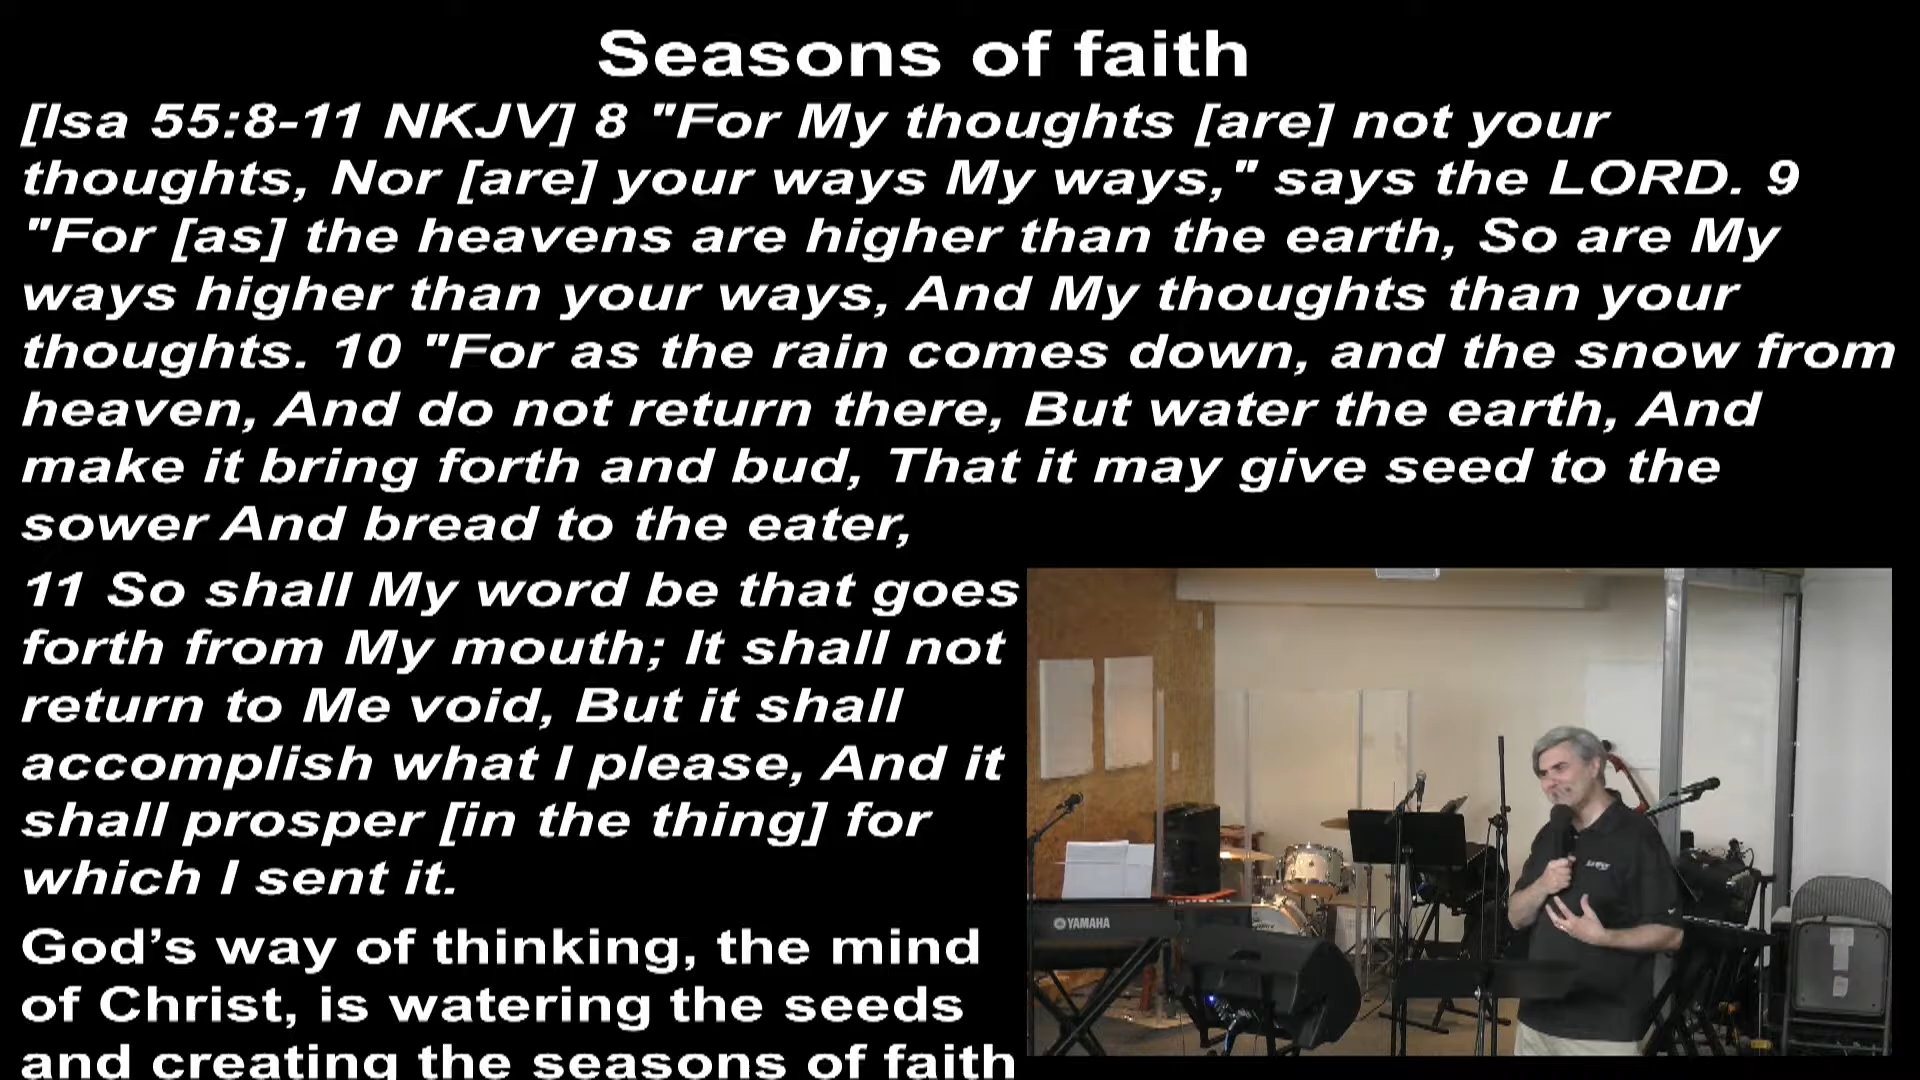 Seasons of faith
[Isa 55:8-11 NKJV] 8 "For My thoughts [are] not your
thoughts, Nor [are] your ways My ways," says the LORD. 9
"For [as] the heavens are higher than the earth, So are My
ways higher than your ways, And My thoughts than your
thoughts. 10 "For as the rain comes down, and the snow from
heaven, And do not return there, But water the earth, And
make it bring forth and bud, That it may give seed to the
sower And bread to the eater,
11 So shall My word be that goes
forth from My mouth; It shall not
return to Me void, But it shall
accomplish what I please, And it
shall prosper [in the thing] for
which I sent it.
God’s way of thinking, the mind
of Christ, is watering the seeds
and creating the seasons of faith
YAMAHA